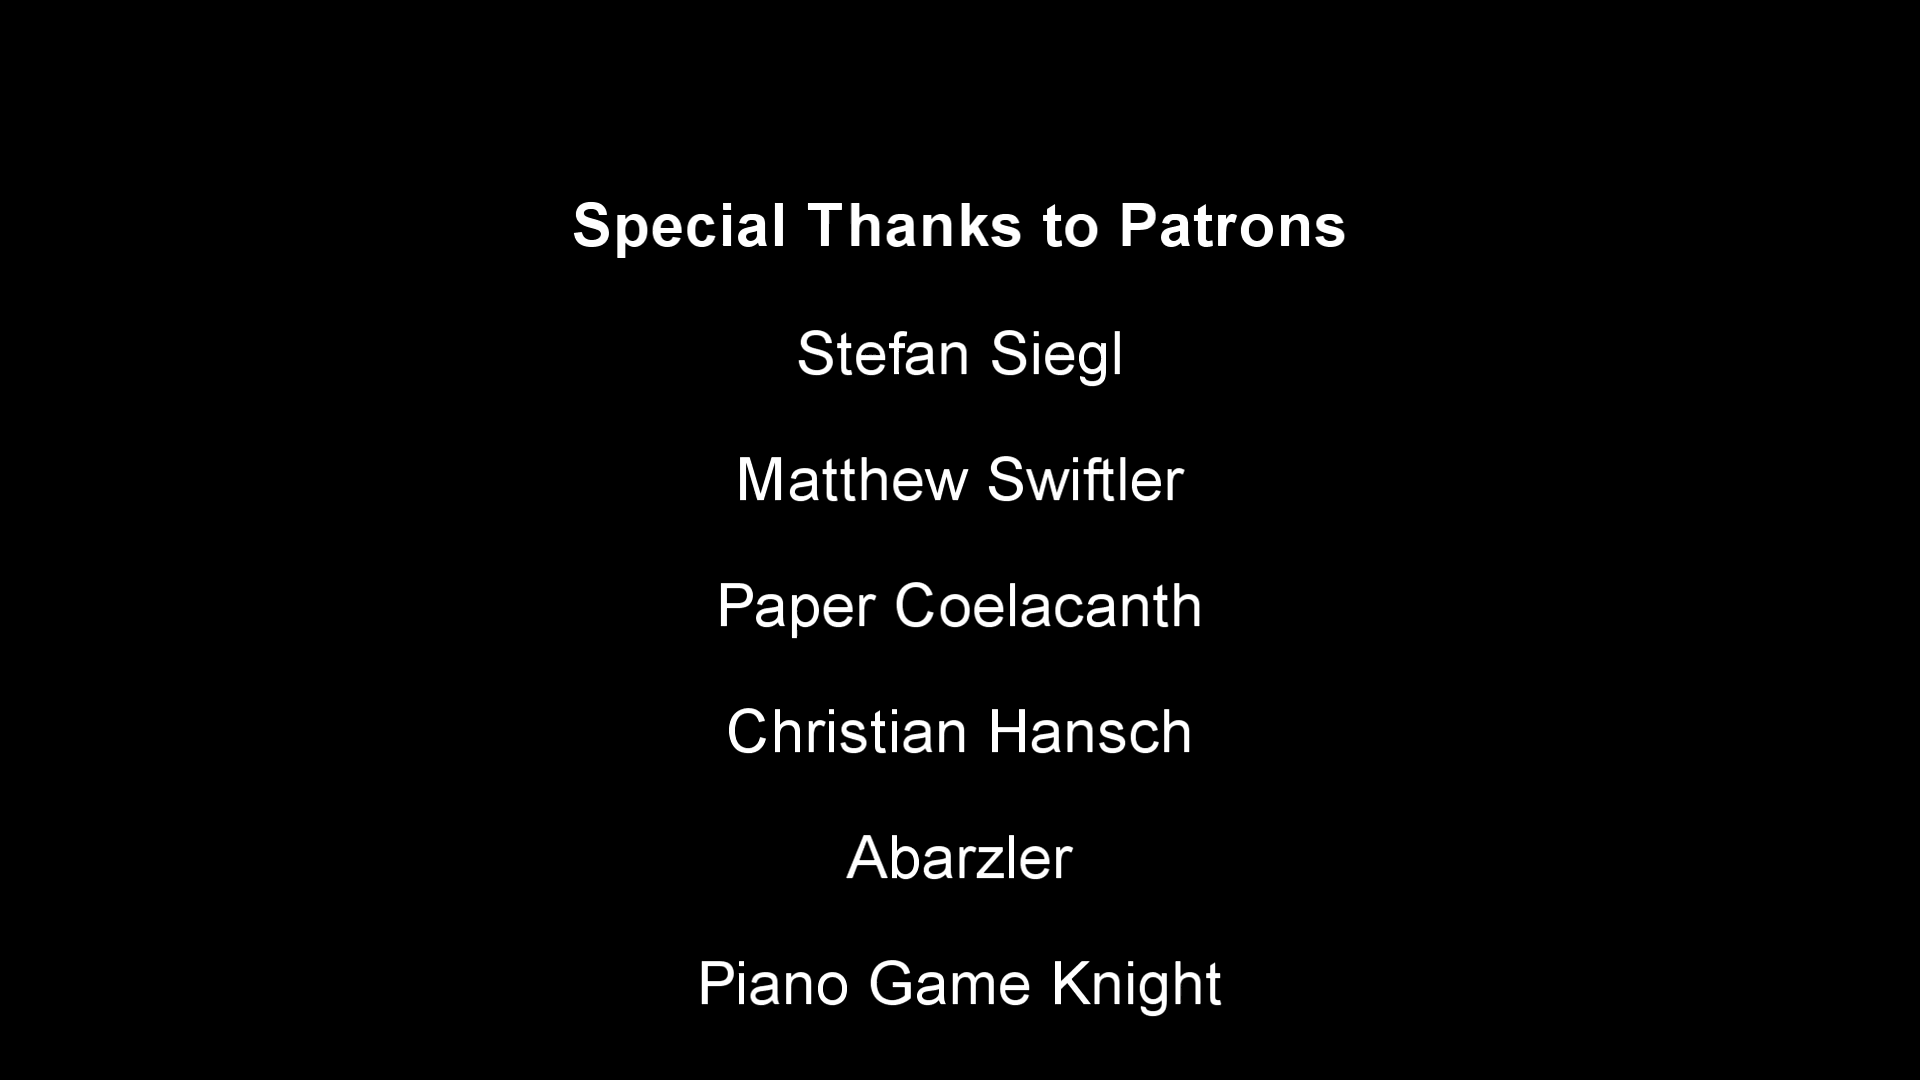 Special Thanks to Patrons
Stefan Siegl
Matthew Swiftler
Paper Coelacanth
Christian Hansch
Abarzler
Piano Game Knight